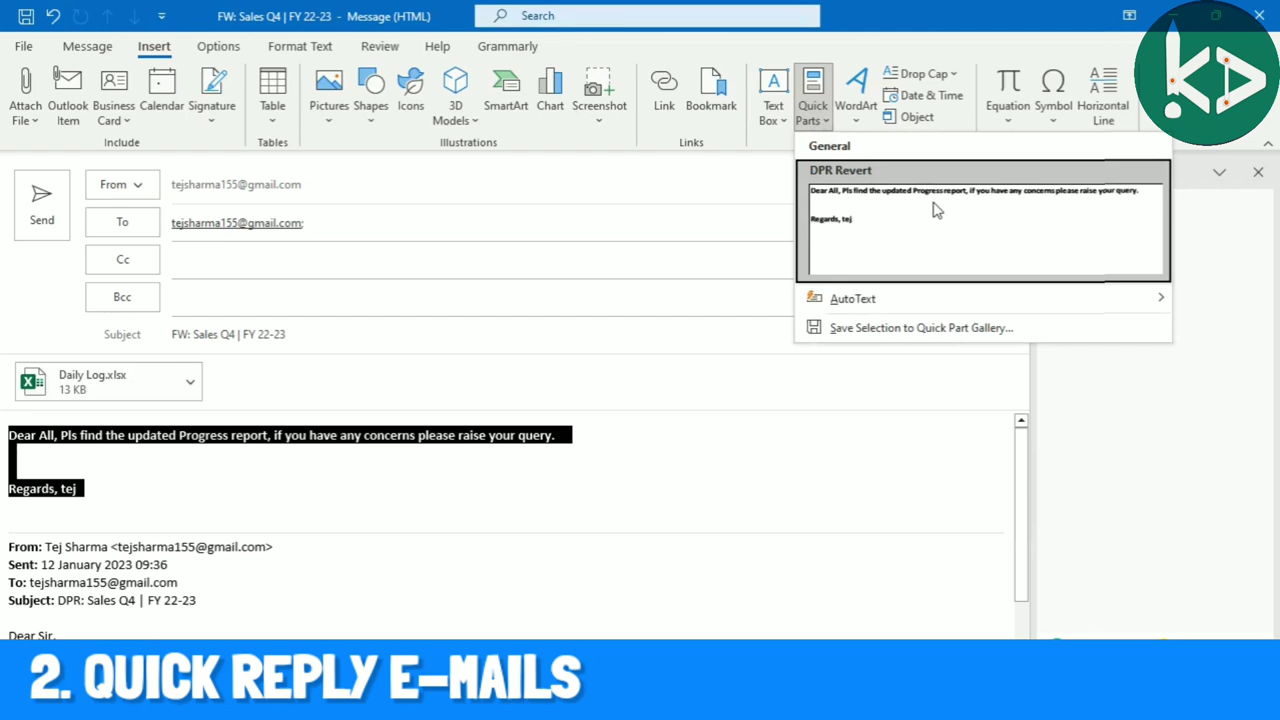 FW: Sales Q4 | FY 22-23 - Message (HTML)
Search
File Message Insert Options Format Text Review Help Grammarly
Attach File
Outlook Item
Business Card
Calendar
Signature
Include
Table
Tables
Pictures
Shapes
Icons
3D Models
SmartArt
Chart
Screenshot
Illustrations
Link
Bookmark
Links
Text Box
Quick Parts
WordArt
Drop Cap
Date & Time
Object
Equation
Symbol
Horizontal Line
KD
General
DPR Revert
Dear All, Pls find the updated Progress report, if you have any concerns please raise your query.
Regards, tej
AutoText
Save Selection to Quick Part Gallery...
Send
From tejsharma155@gmail.com
To tejsharma155@gmail.com;
Cc
Bcc
Subject FW: Sales Q4 | FY 22-23
Daily Log.xlsx
13 KB
Dear All, Pls find the updated Progress report, if you have any concerns please raise your query.
Regards, tej
From: Tej Sharma <tejsharma155@gmail.com>
Sent: 12 January 2023 09:36
To: tejsharma155@gmail.com
Subject: DPR: Sales Q4 | FY 22-23
Dear Sir,
2. QUICK REPLY E-MAILS